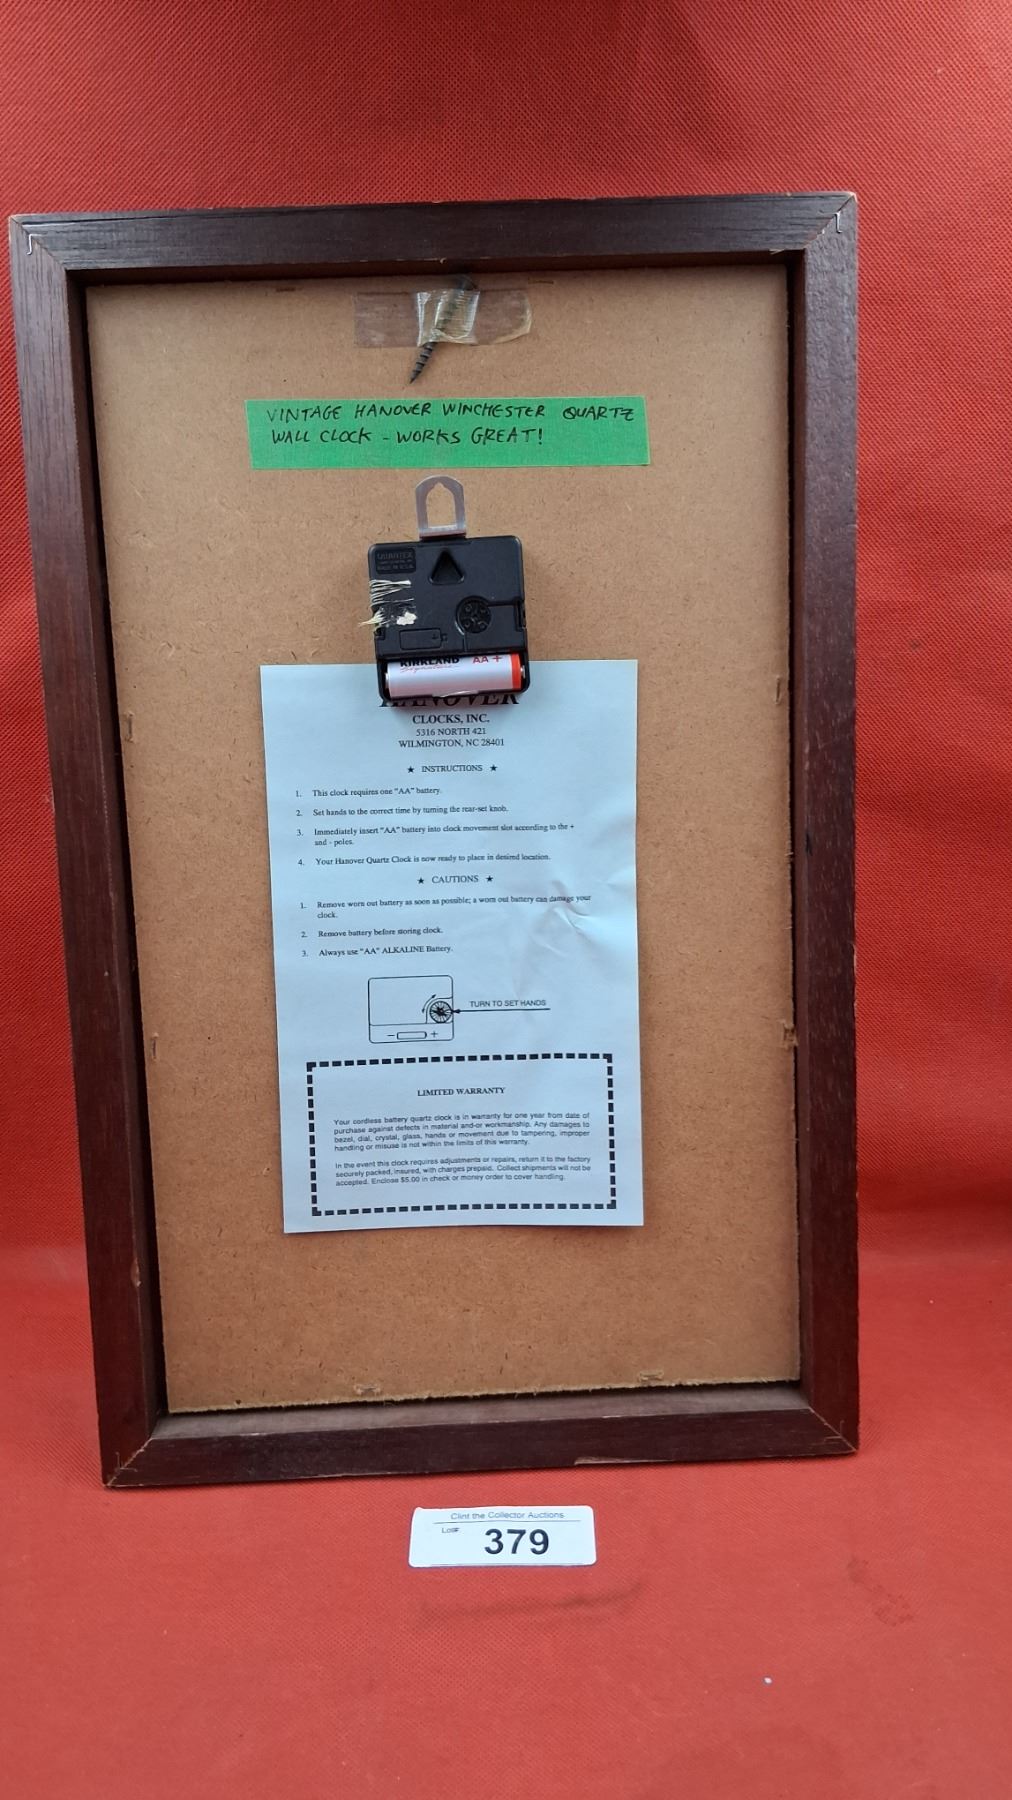 VINTAGE HANOVER WINCHESTER QUARTZ
WALL CLOCK - WORKS GREAT!
QUARTEX
MADE IN U.S.A.
KIRKLAND
Signature
AA +
HANOVER
CLOCKS, INC.
5316 NORTH 421
WILMINGTON, NC 28401
★ INSTRUCTIONS ★
1. This clock requires one "AA" battery.
2. Set hands to the correct time by turning the rear-set knob.
3. Immediately insert "AA" battery into clock movement slot according to the +
and - poles.
4. Your Hanover Quartz Clock is now ready to place in desired location.
★ CAUTIONS ★
1. Remove worn out battery as soon as possible; a worn out battery can damage your
clock.
2. Remove battery before storing clock.
3. Always use "AA" ALKALINE Battery.
TURN TO SET HANDS
- +
LIMITED WARRANTY
Your cordless battery quartz clock is in warranty for one year from date of
purchase against defects in material and-or workmanship. Any damages to
bezel, dial, crystal, glass, hands or movement due to tampering, improper
handling or misuse is not within the limits of this warranty.
In the event this clock requires adjustments or repairs, return it to the factory
securely packed, insured, with charges prepaid. Collect shipments will not be
accepted. Enclose $5.00 in check or money order to cover handling.
Clint the Collector Auctions
Lot# 379